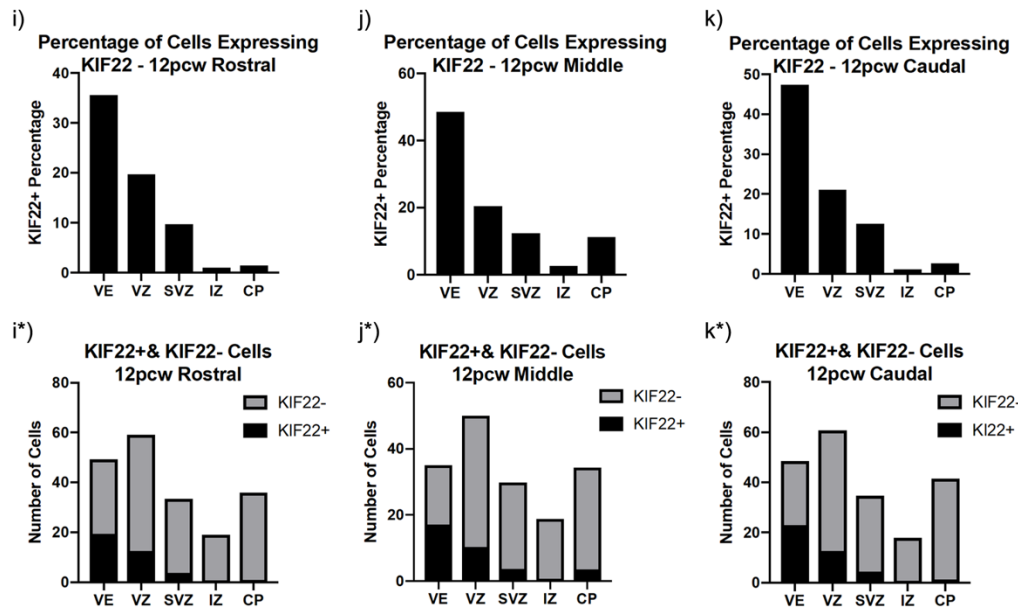 i)
Percentage of Cells Expressing
KIF22 - 12pcw Rostral
KIF22+ Percentage
40
30
20
10
0
VE VZ SVZ IZ CP
j)
Percentage of Cells Expressing
KIF22 - 12pcw Middle
KIF22+ Percentage
60
40
20
0
VE VZ SVZ IZ CP
k)
Percentage of Cells Expressing
KIF22 - 12pcw Caudal
KIF22+ Percentage
50
40
30
20
10
0
VE VZ SVZ IZ CP
i*)
KIF22+& KIF22- Cells
12pcw Rostral
Number of Cells
80
60
40
20
0
KIF22-
KIF22+
VE VZ SVZ IZ CP
j*)
KIF22+& KIF22- Cells
12pcw Middle
Number of Cells
60
40
20
0
KIF22-
KIF22+
VE VZ SVZ IZ CP
k*)
KIF22+& KIF22- Cells
12pcw Caudal
Number of Cells
80
60
40
20
0
KIF22-
KI22+
VE VZ SVZ IZ CP